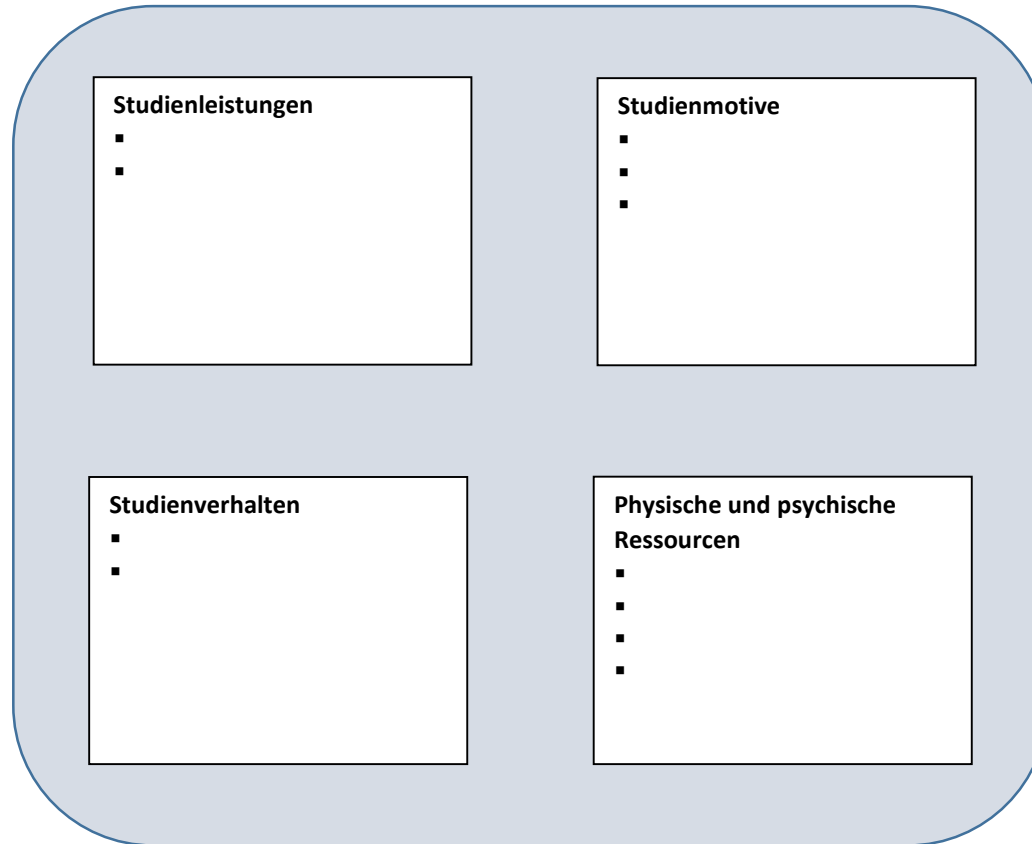 Studienleistungen
▪
▪
Studienmotive
▪
▪
▪
Studienverhalten
▪
▪
Physische und psychische
Ressourcen
▪
▪
▪
▪